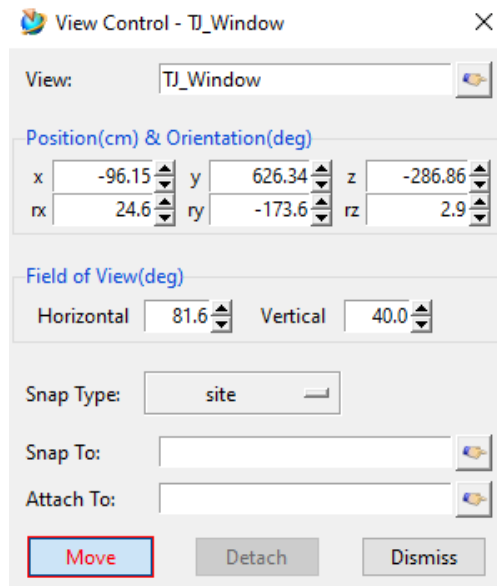 View Control - TJ_Window
View: TJ_Window
Position(cm) & Orientation(deg)
x -96.15 y 626.34 z -286.86
rx 24.6 ry -173.6 rz 2.9
Field of View(deg)
Horizontal 81.6 Vertical 40.0
Snap Type: site
Snap To:
Attach To:
Move Detach Dismiss